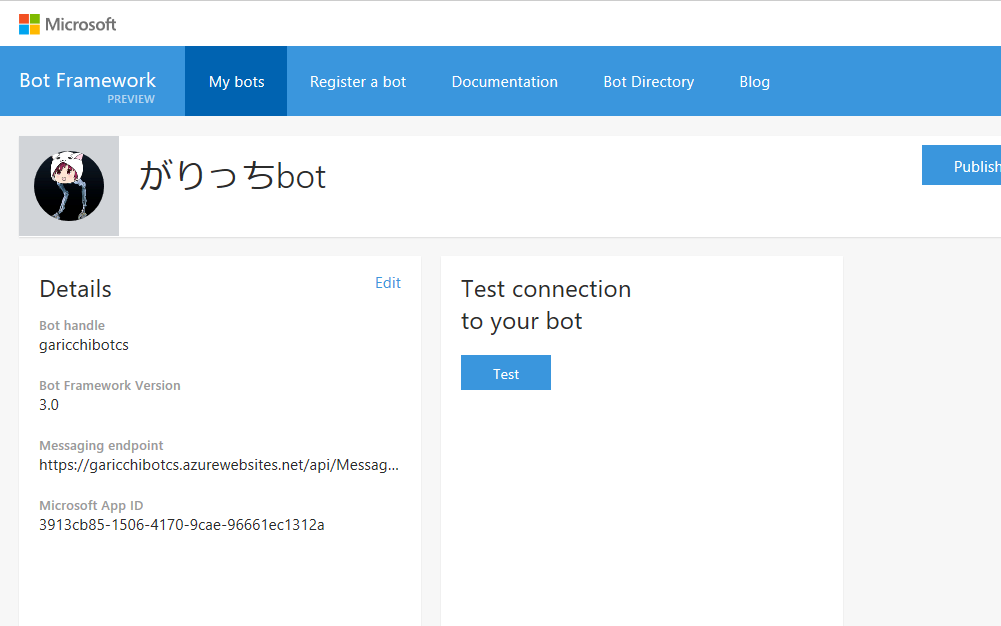 Microsoft
Bot Framework
PREVIEW
My bots
Register a bot
Documentation
Bot Directory
Blog
がりっちbot
Publish
Details
Edit
Bot handle
garicchibotcs
Bot Framework Version
3.0
Messaging endpoint
https://garicchibotcs.azurewebsites.net/api/Messag...
Microsoft App ID
3913cb85-1506-4170-9cae-96661ec1312a
Test connection
to your bot
Test